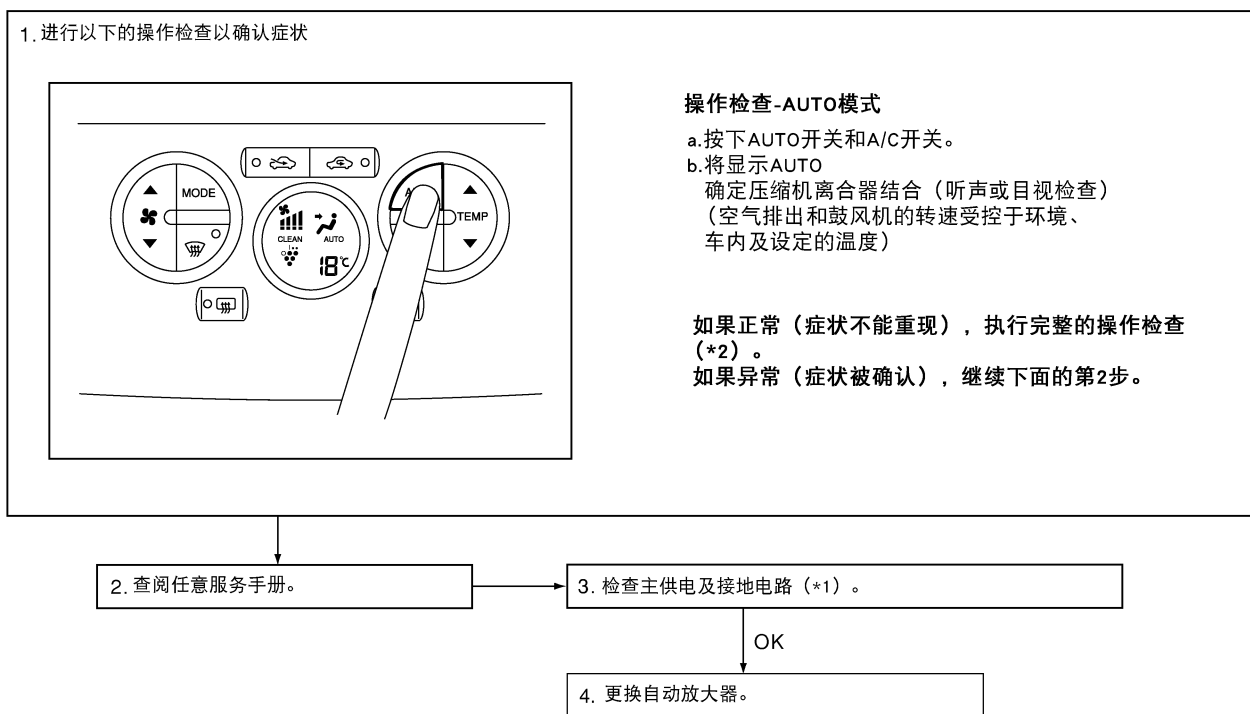 1. 进行以下的操作检查以确认症状
MODE
TEMP
A
CLEAN
AUTO
18℃
操作检查-AUTO模式
a.按下AUTO开关和A/C开关。
b.将显示AUTO
确定压缩机离合器结合（听声或目视检查）
（空气排出和鼓风机的转速受控于环境、
车内及设定的温度）
如果正常（症状不能重现），执行完整的操作检查
（*2）。
如果异常（症状被确认），继续下面的第2步。
2. 查阅任意服务手册。
3. 检查主供电及接地电路（*1）。
OK
4. 更换自动放大器。